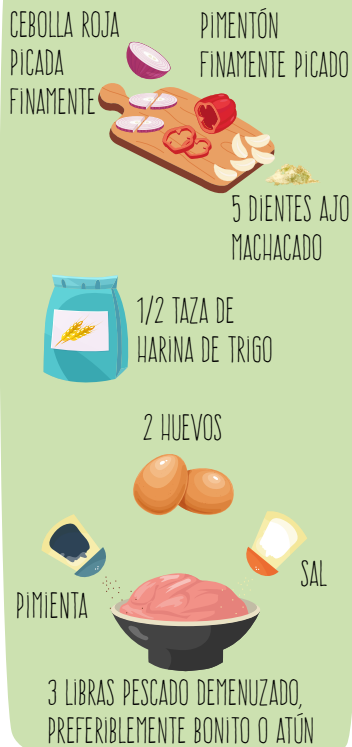 CEBOLLA ROJA
PICADA
FINAMENTE
PIMENTÓN
FINAMENTE PICADO
5 DIENTES AJO
MACHACADO
1/2 TAZA DE
HARINA DE TRIGO
2 HUEVOS
SAL
PIMIENTA
3 LIBRAS PESCADO DEMENUZADO,
PREFERIBLEMENTE BONITO O ATÚN